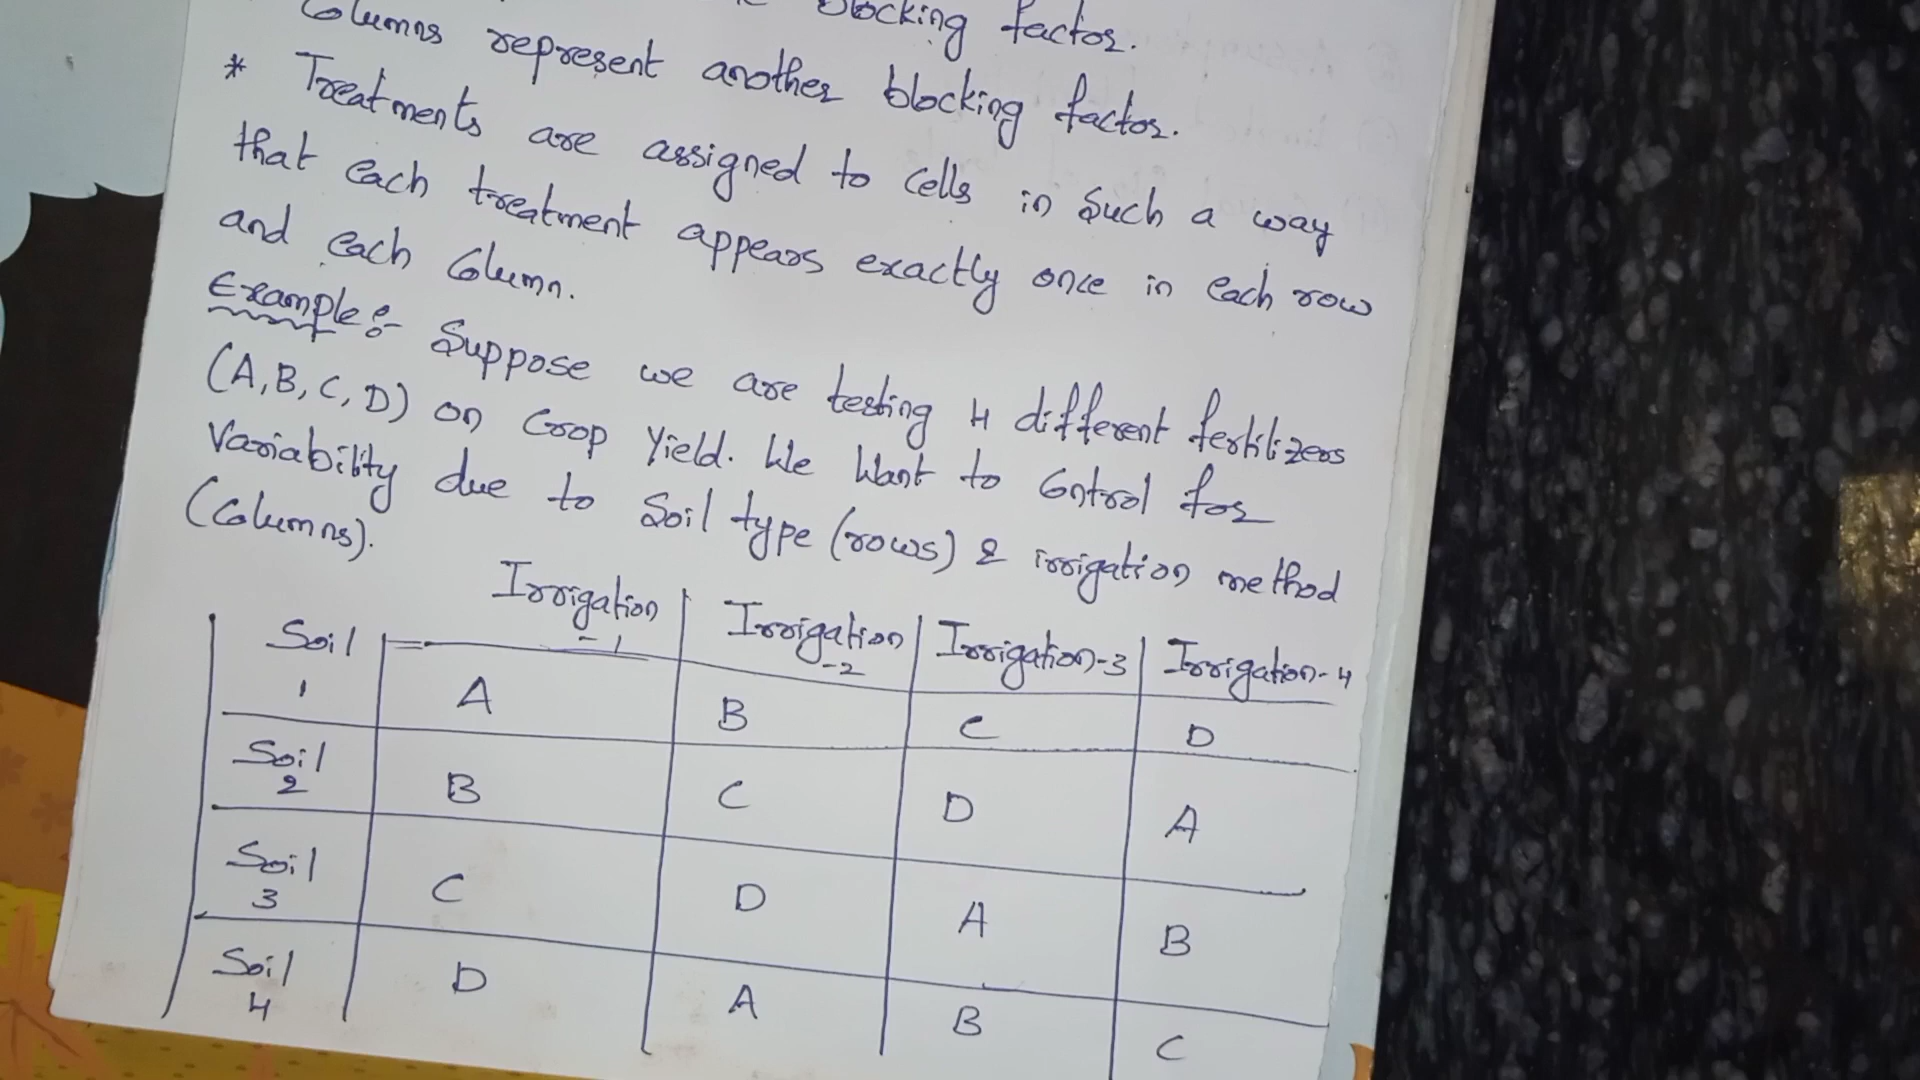 blocking factor.
Columns represent another blocking factor.
* Treatments are assigned to cells in such a way
that each treatment appears exactly once in each row
and each column.
Example:- Suppose we are testing 4 different fertilizers
(A, B, C, D) on Crop Yield. We Want to Control for
Variability due to Soil type (rows) & irrigation method
(Columns).
Irrigation -1 Irrigation -2 Irrigation-3 Irrigation-4
Soil 1 A B C D
Soil 2 B C D A
Soil 3 C D A B
Soil 4 D A B C